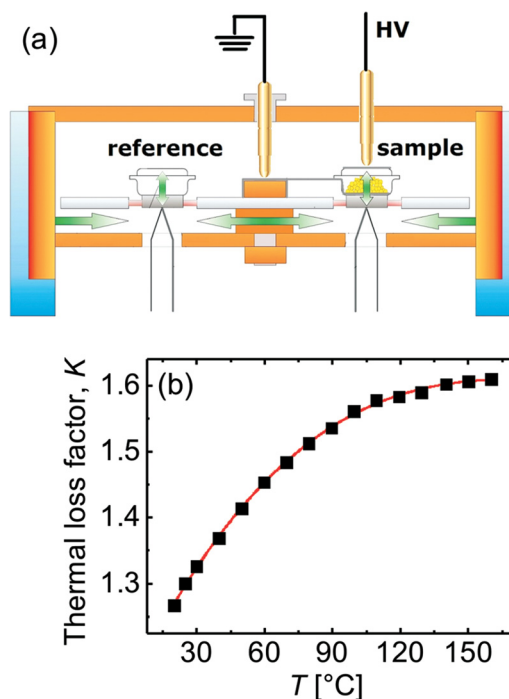 (a)
HV
reference
sample
(b)
Thermal loss factor, K
1.6
1.5
1.4
1.3
30 60 90 120 150
T [°C]